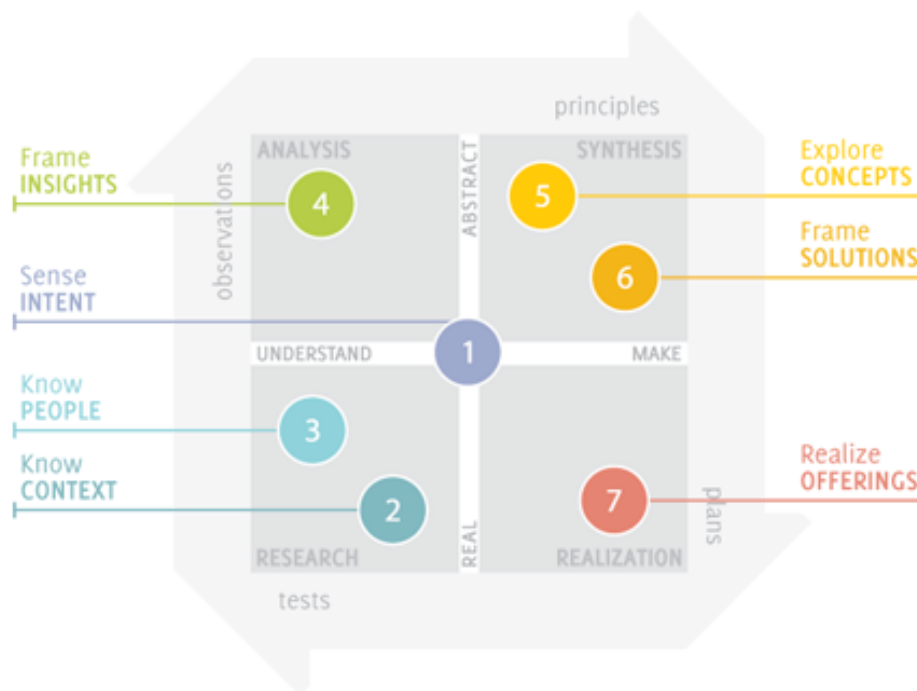 principles
Frame
INSIGHTS
ANALYSIS
ABSTRACT
SYNTHESIS
Explore
CONCEPTS
4
5
observations
Frame
SOLUTIONS
6
Sense
INTENT
UNDERSTAND
1
MAKE
Know
PEOPLE
3
Know
CONTEXT
2
7
Realize
OFFERINGS
plans
RESEARCH
REAL
REALIZATION
tests